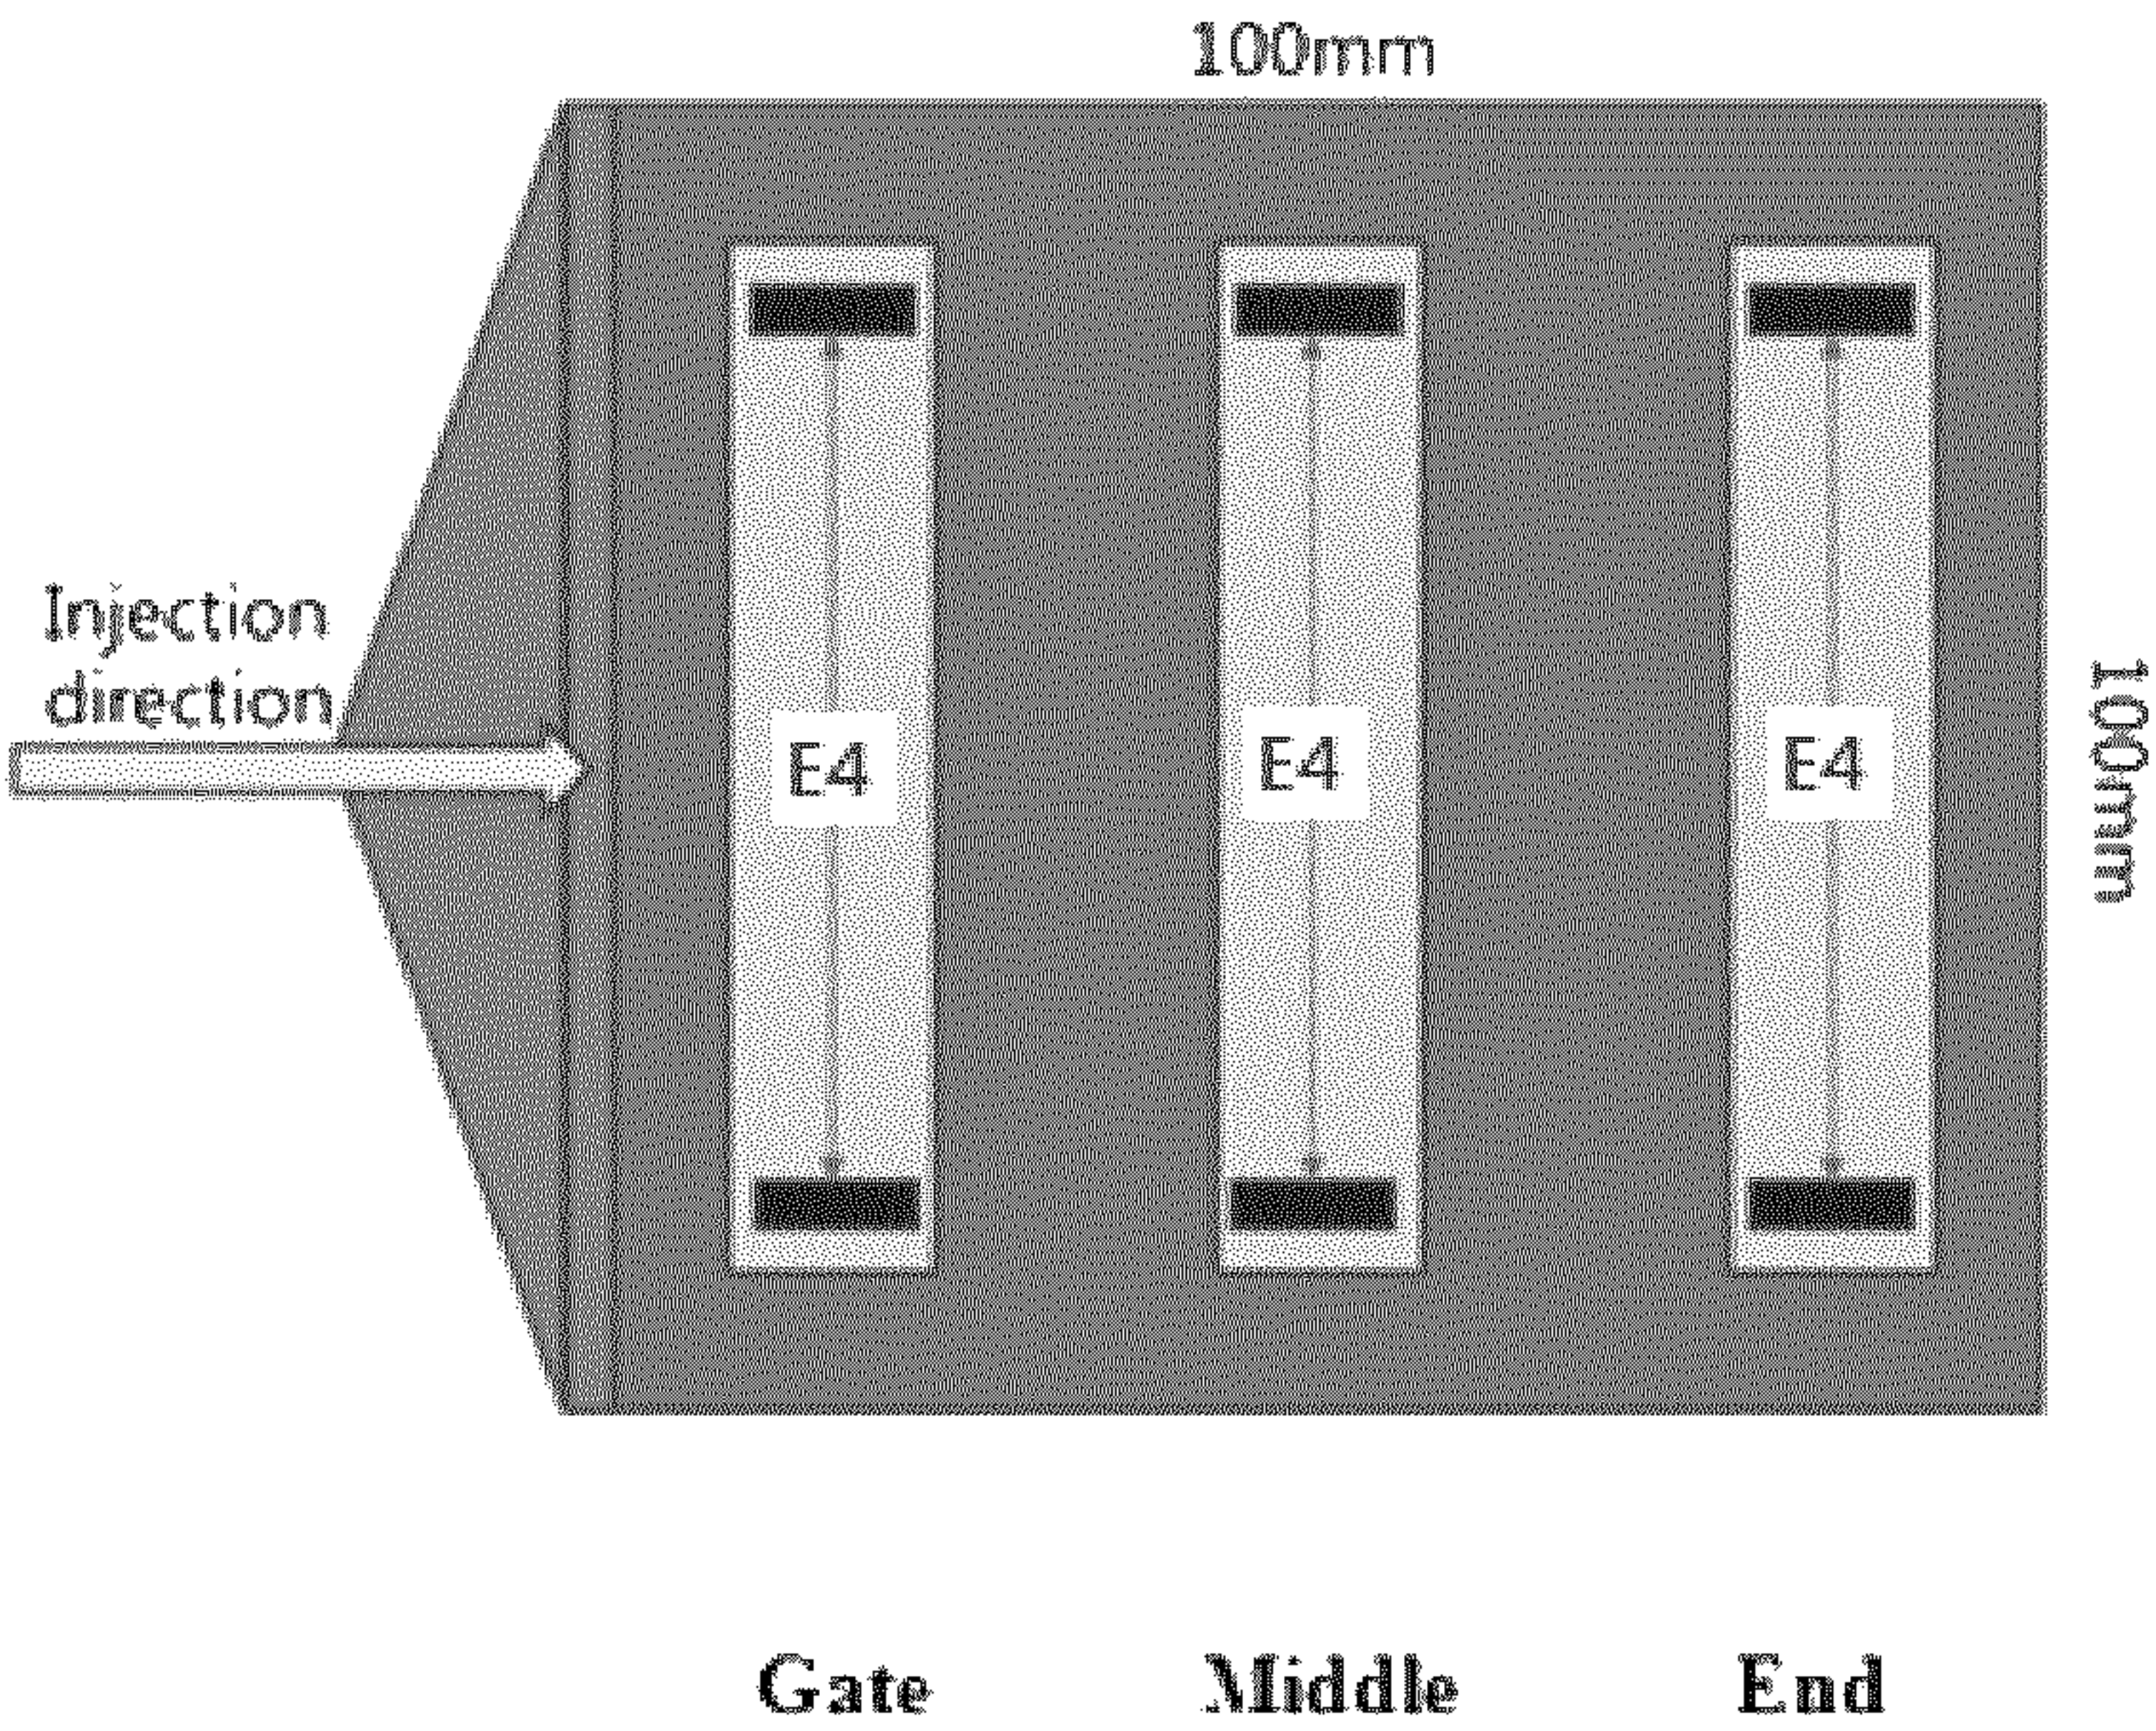 100mm
Injection
direction
E4
E4
E4
100mm
Gate
Middle
End